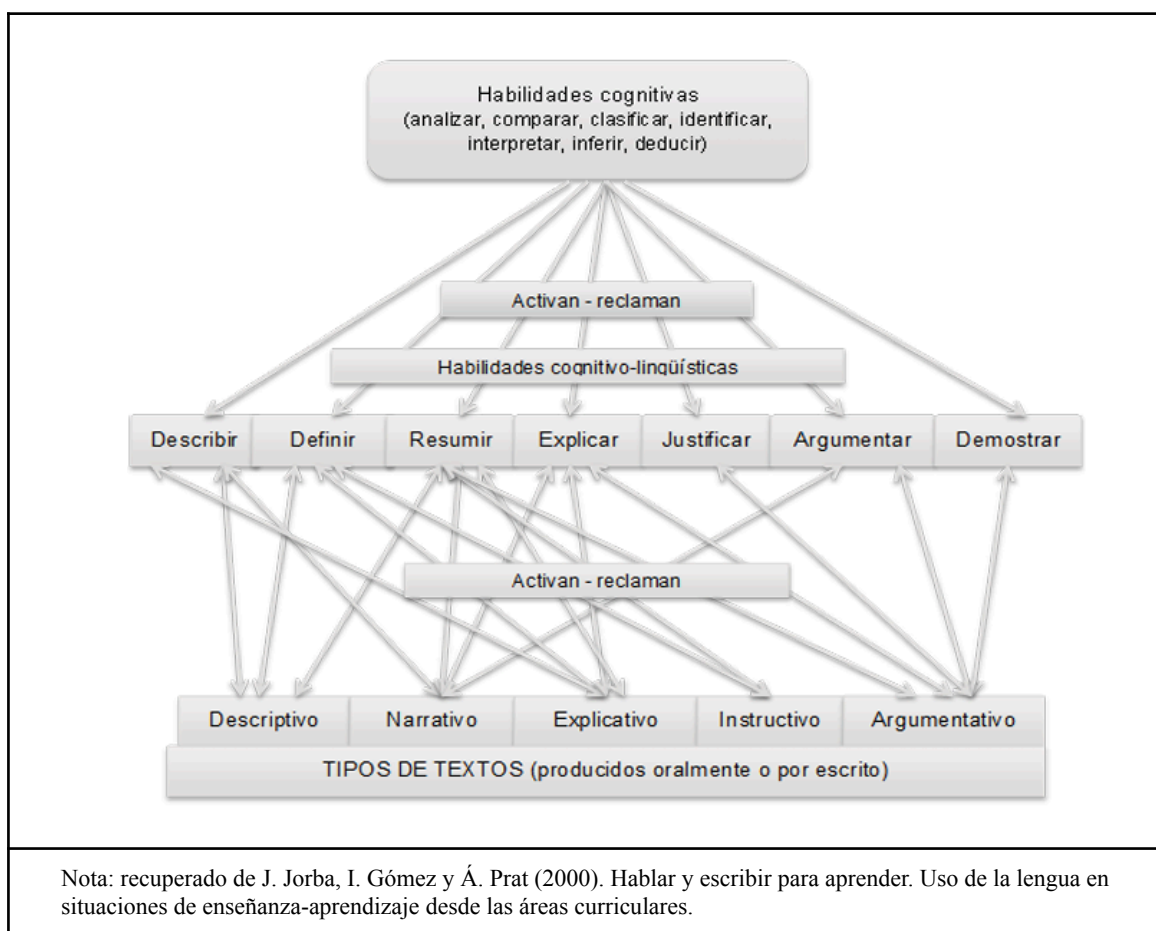 Habilidades cognitivas
(analizar, comparar, clasificar, identificar,
interpretar, inferir, deducir)
Activan - reclaman
Habilidades cognitivo-lingüísticas
Describir Definir Resumir Explicar Justificar Argumentar Demostrar
Activan - reclaman
Descriptivo Narrativo Explicativo Instructivo Argumentativo
TIPOS DE TEXTOS (producidos oralmente o por escrito)
Nota: recuperado de J. Jorba, I. Gómez y Á. Prat (2000). Hablar y escribir para aprender. Uso de la lengua en
situaciones de enseñanza-aprendizaje desde las áreas curriculares.